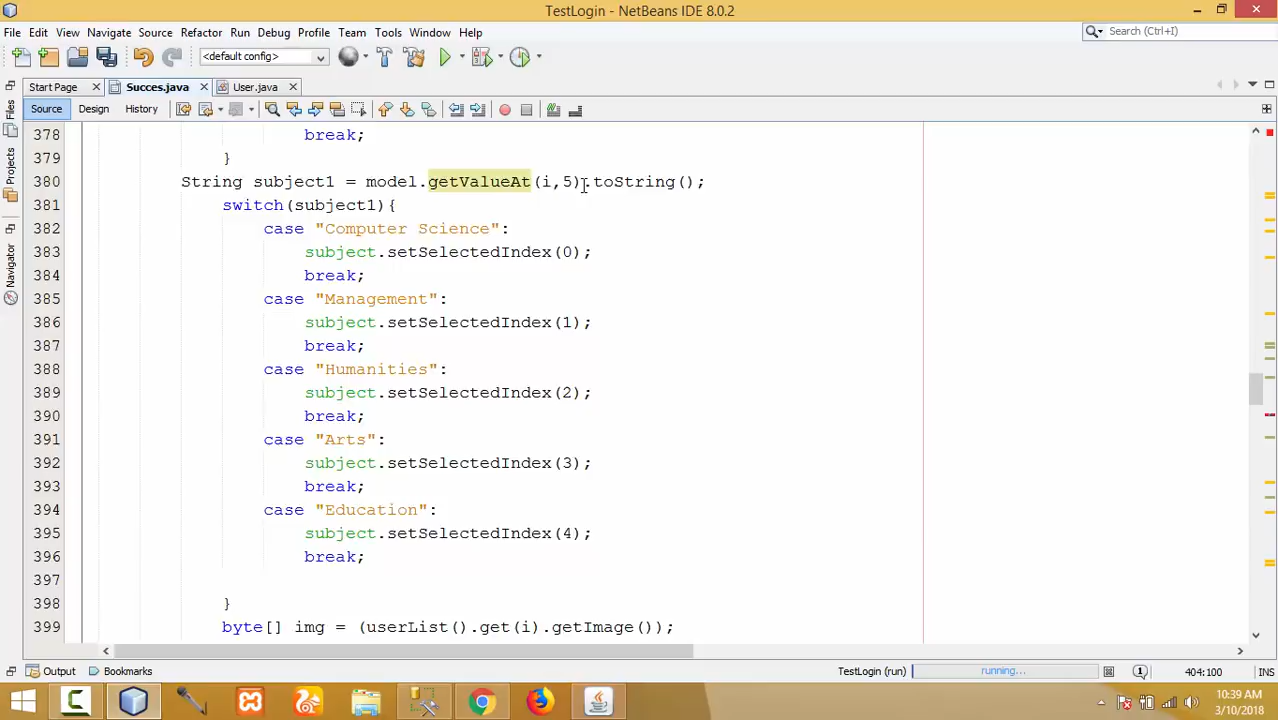 TestLogin - NetBeans IDE 8.0.2
File Edit View Navigate Source Refactor Run Debug Profile Team Tools Window Help
Search (Ctrl+I)
<default config>
Start Page Succes.java User.java
Source Design History
Files
Projects
Navigator
378 break;
379 }
380 String subject1 = model.getValueAt(i,5).toString();
381 switch(subject1){
382 case "Computer Science":
383 subject.setSelectedIndex(0);
384 break;
385 case "Management":
386 subject.setSelectedIndex(1);
387 break;
388 case "Humanities":
389 subject.setSelectedIndex(2);
390 break;
391 case "Arts":
392 subject.setSelectedIndex(3);
393 break;
394 case "Education":
395 subject.setSelectedIndex(4);
396 break;
397
398 }
399 byte[] img = (userList().get(i).getImage());
Output Bookmarks TestLogin (run) running... 1 404:100 INS
10:39 AM
3/10/2018